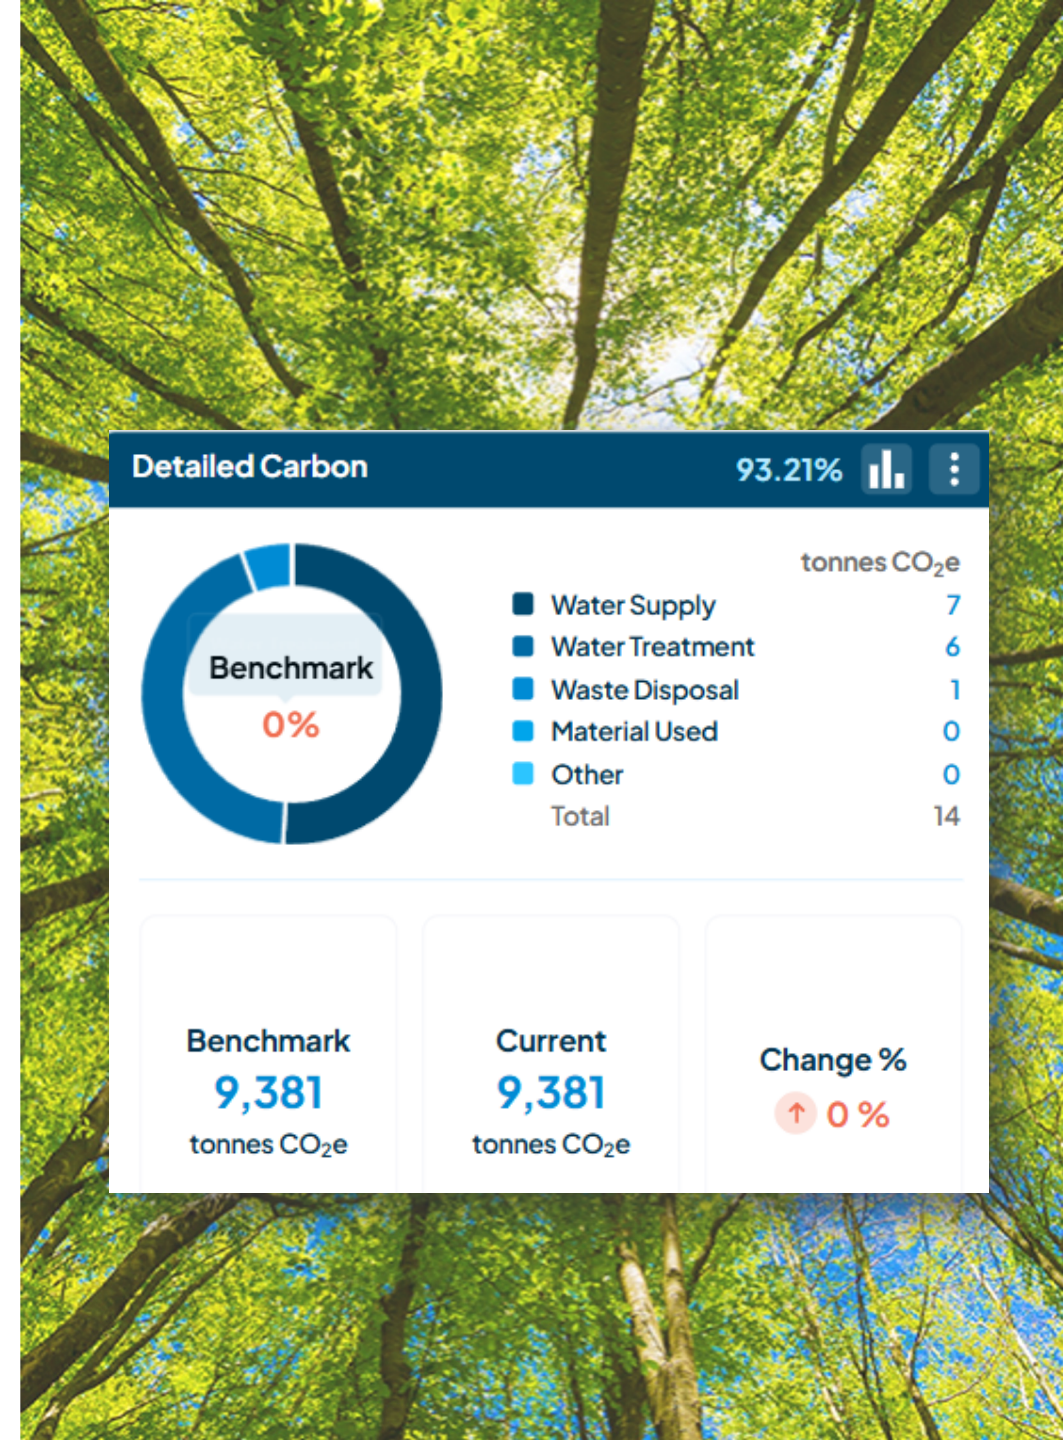 Detailed Carbon 93.21%
tonnes CO₂e
Benchmark
0%
Water Supply 7
Water Treatment 6
Waste Disposal 1
Material Used 0
Other 0
Total 14
Benchmark
9,381
tonnes CO₂e
Current
9,381
tonnes CO₂e
Change %
0 %